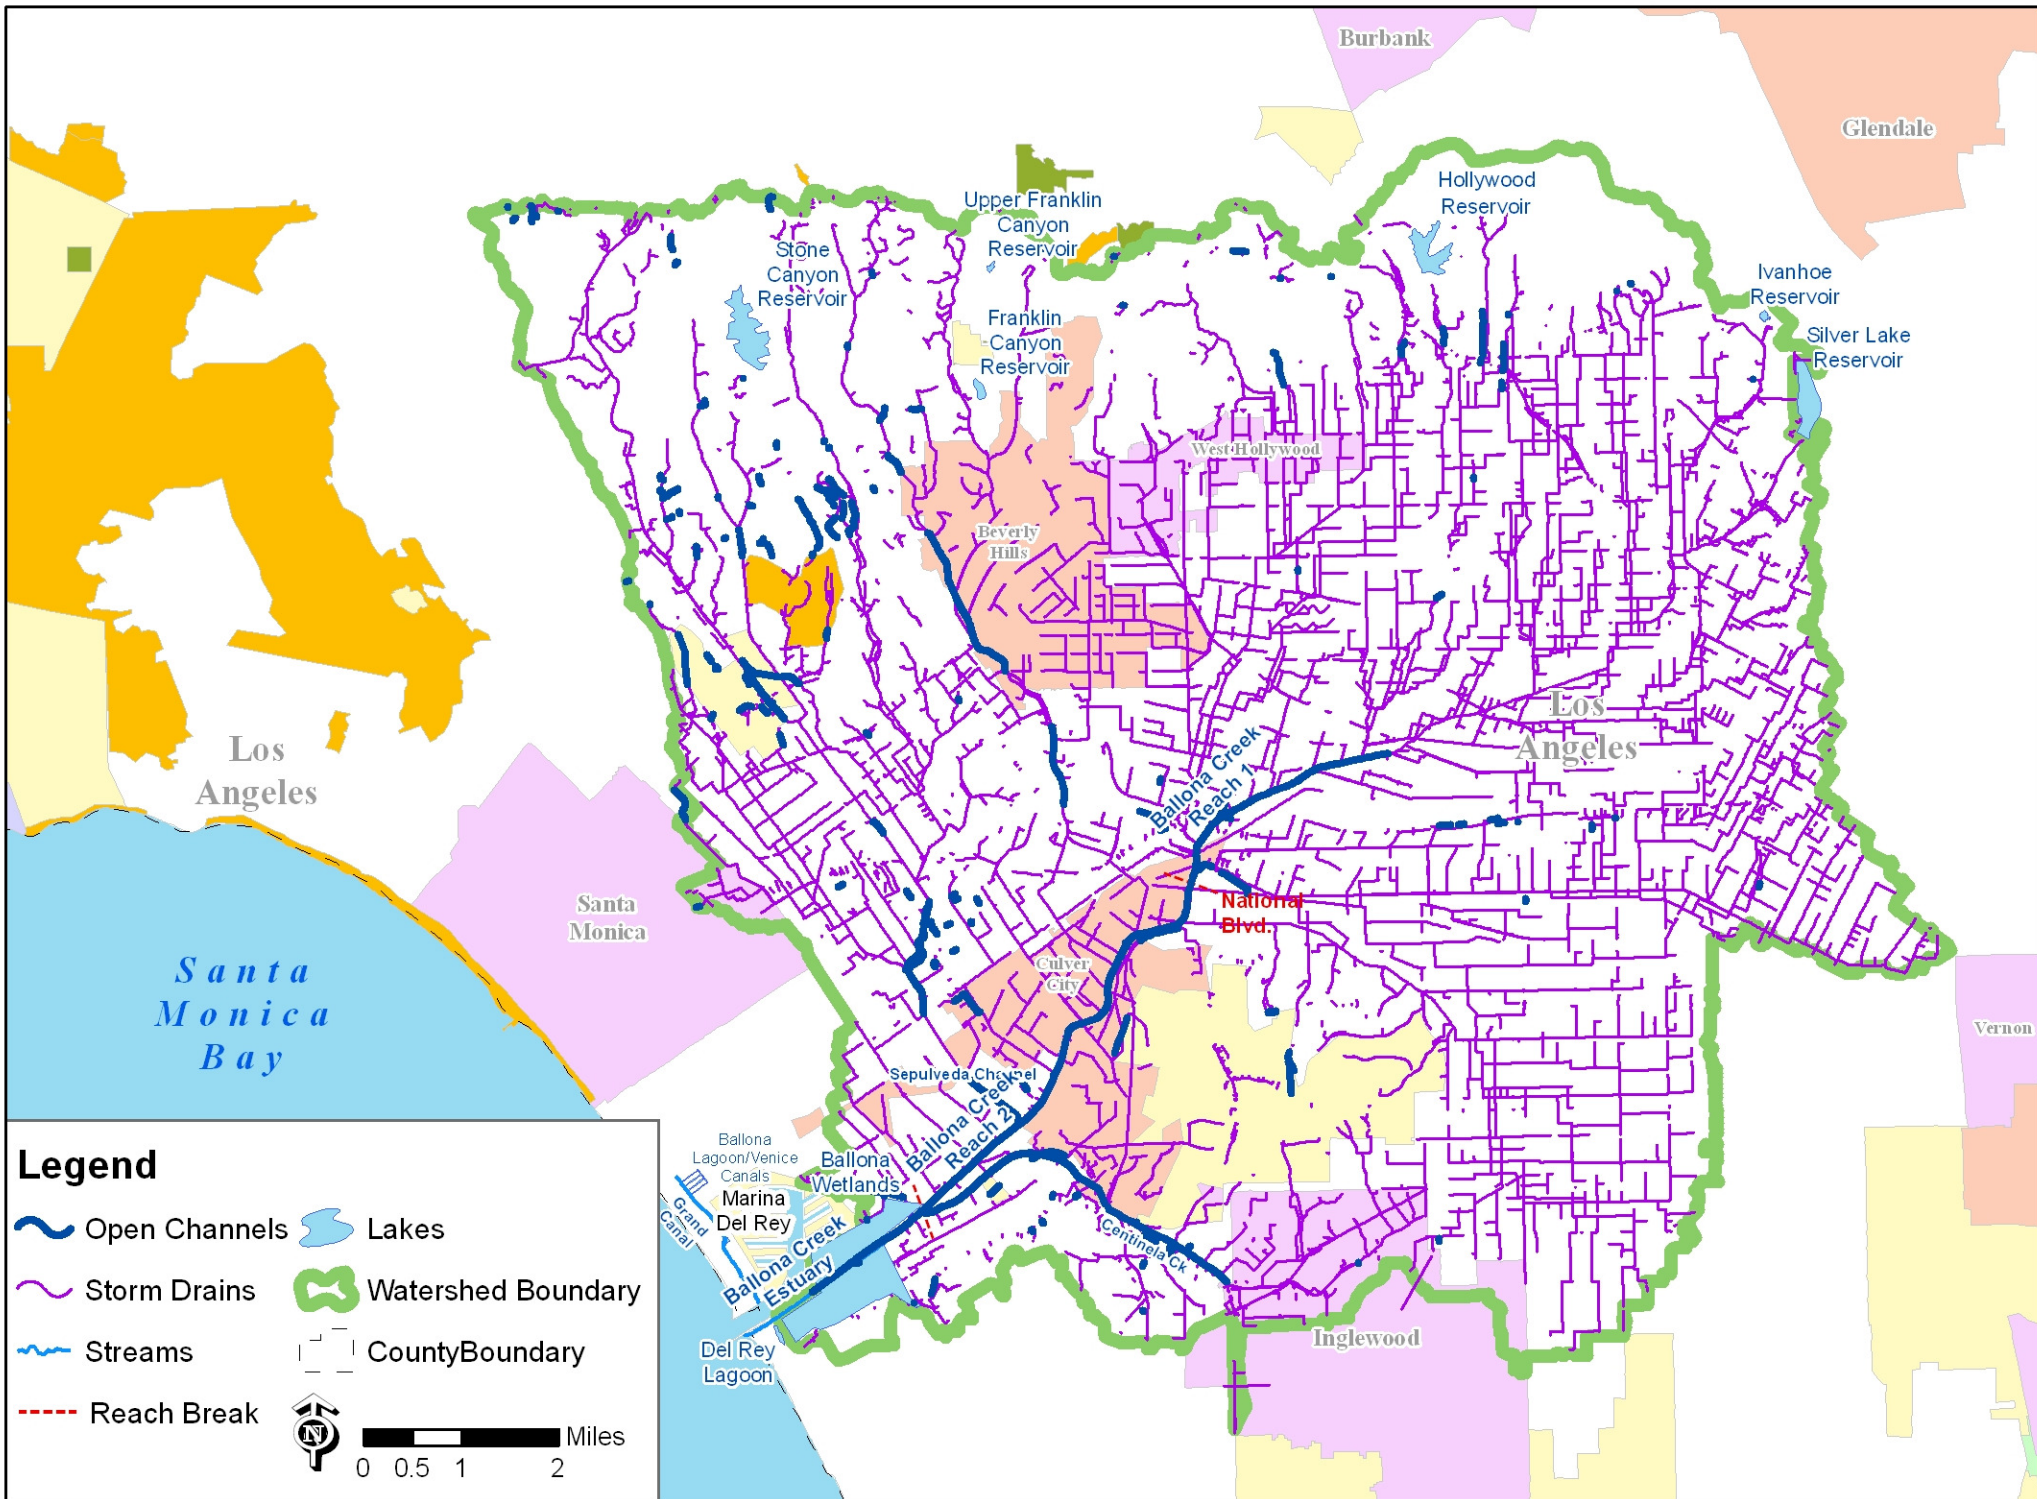 Burbank
Glendale
Hollywood
Reservoir
Upper Franklin
Canyon
Reservoir
Stone
Canyon
Reservoir
Ivanhoe
Reservoir
Franklin
Canyon
Reservoir
Silver Lake
Reservoir
West Hollywood
Beverly
Hills
Los
Angeles
Los
Angeles
Ballona Creek
Reach 1
Santa
Monica
National
Blvd.
Culver
City
Santa
Monica
Bay
Vernon
Sepulveda Channel
Ballona Creek
Reach 2
Ballona
Lagoon/Venice
Canals
Ballona
Wetlands
Marina
Del Rey
Grand
Canal
Ballona Creek
Estuary
Centinela Ck
Inglewood
Del Rey
Lagoon
Legend
Open Channels
Lakes
Storm Drains
Watershed Boundary
Streams
CountyBoundary
Reach Break
N
Miles
0 0.5 1 2